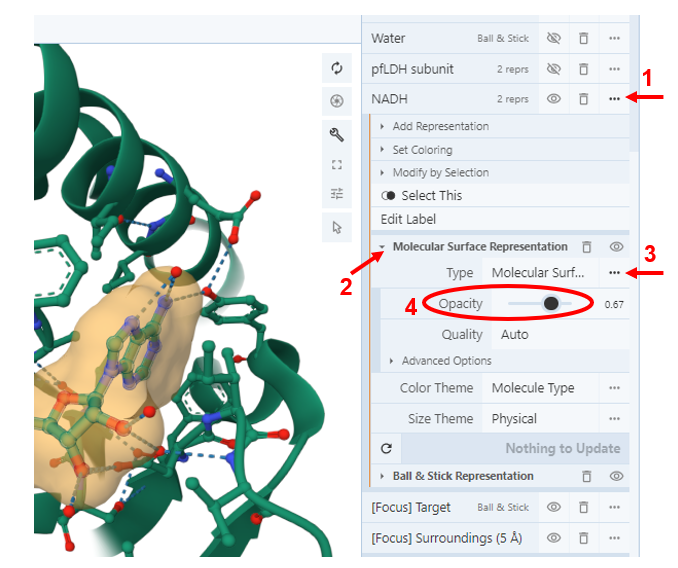 Water Ball & Stick
pfLDH subunit 2 reprs
1
NADH 2 reprs
Add Representation
Set Coloring
Modify by Selection
Select This
Edit Label
Molecular Surface Representation
2
3
Type Molecular Surf...
4
Opacity 0.67
Quality Auto
Advanced Options
Color Theme Molecule Type
Size Theme Physical
Nothing to Update
Ball & Stick Representation
[Focus] Target Ball & Stick
[Focus] Surroundings (5 Å)